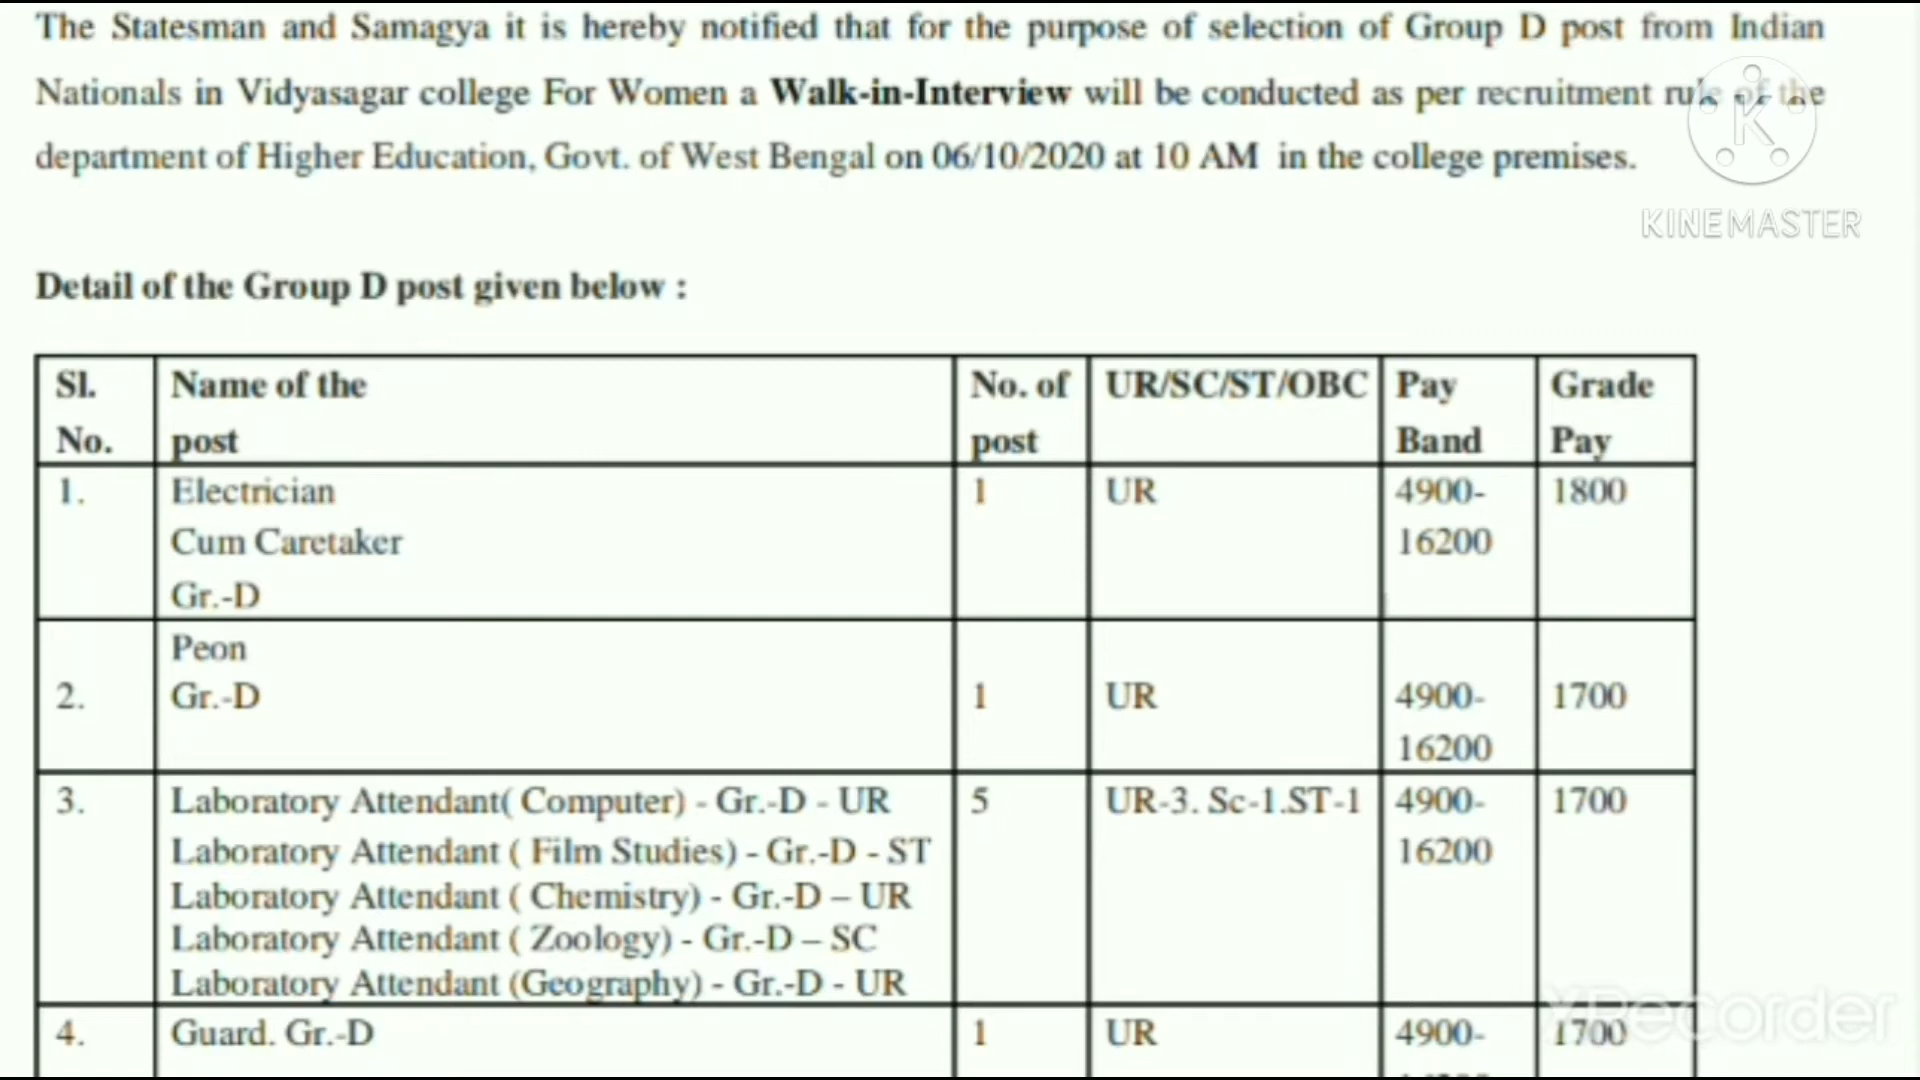 The Statesman and Samagya it is hereby notified that for the purpose of selection of Group D post from Indian
Nationals in Vidyasagar college For Women a Walk-in-Interview will be conducted as per recruitment rule of the
department of Higher Education, Govt. of West Bengal on 06/10/2020 at 10 AM in the college premises.
K
KINEMASTER
Detail of the Group D post given below :
Sl. No. Name of the post No. of post UR/SC/ST/OBC Pay Band Grade Pay
1. Electrician 1 UR 4900- 1800
Cum Caretaker 16200
Gr.-D
Peon
2. Gr.-D 1 UR 4900- 1700
16200
3. Laboratory Attendant( Computer) - Gr.-D - UR 5 UR-3. Sc-1.ST-1 4900- 1700
Laboratory Attendant ( Film Studies) - Gr.-D - ST 16200
Laboratory Attendant ( Chemistry) - Gr.-D – UR
Laboratory Attendant ( Zoology) - Gr.-D – SC
Laboratory Attendant (Geography) - Gr.-D - UR
4. Guard. Gr.-D 1 UR 4900- 1700
XRecorder